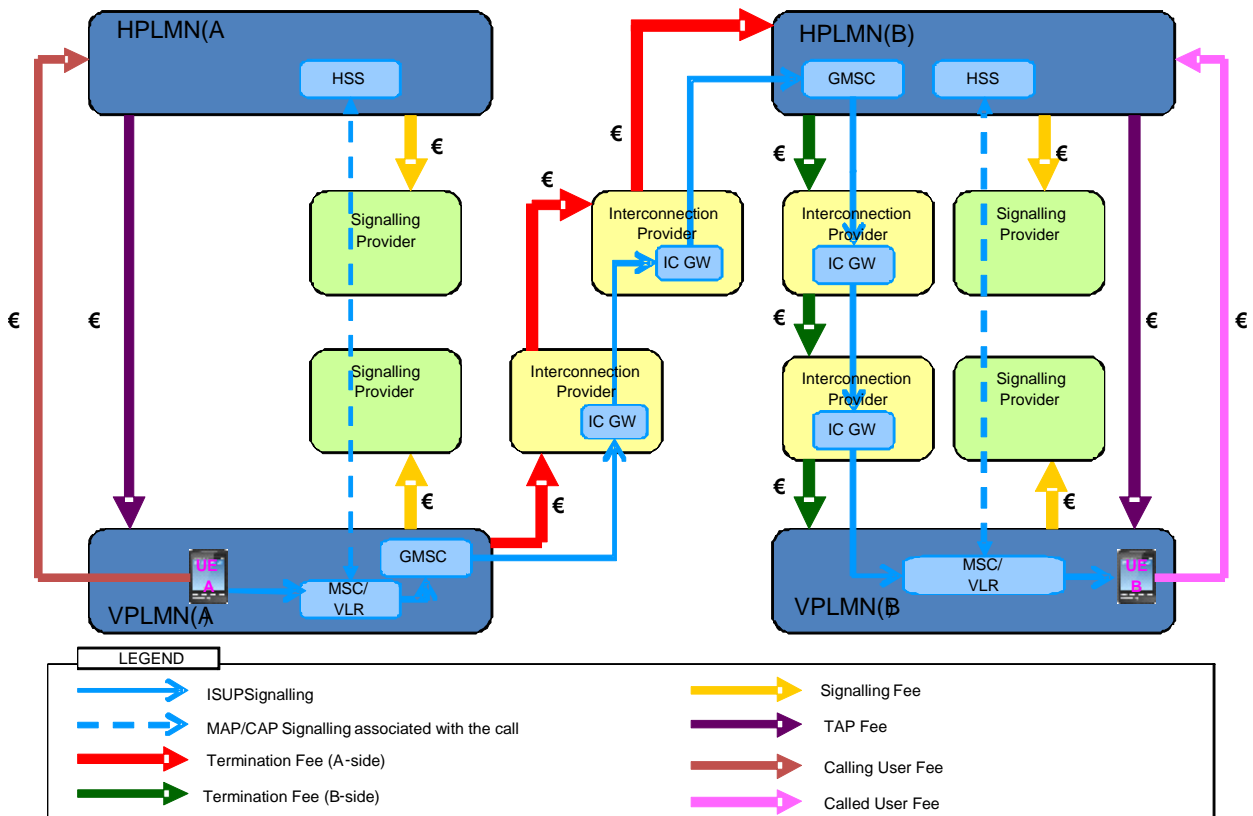 HPLMN(A
HSS
€
Signalling
Provider
€
€
Signalling
Provider
€
UE
A
MSC/
VLR
GMSC
VPLMN(A)
€
Interconnection
Provider
IC GW
€
Interconnection
Provider
IC GW
€
HPLMN(B)
GMSC
HSS
€
€
Interconnection
Provider
IC GW
Signalling
Provider
€
€
€
Interconnection
Provider
IC GW
Signalling
Provider
€
€
MSC/
VLR
UE
B
VPLMN(B)
LEGEND
ISUPSignalling
MAP/CAP Signalling associated with the call
Termination Fee (A-side)
Termination Fee (B-side)
Signalling Fee
TAP Fee
Calling User Fee
Called User Fee